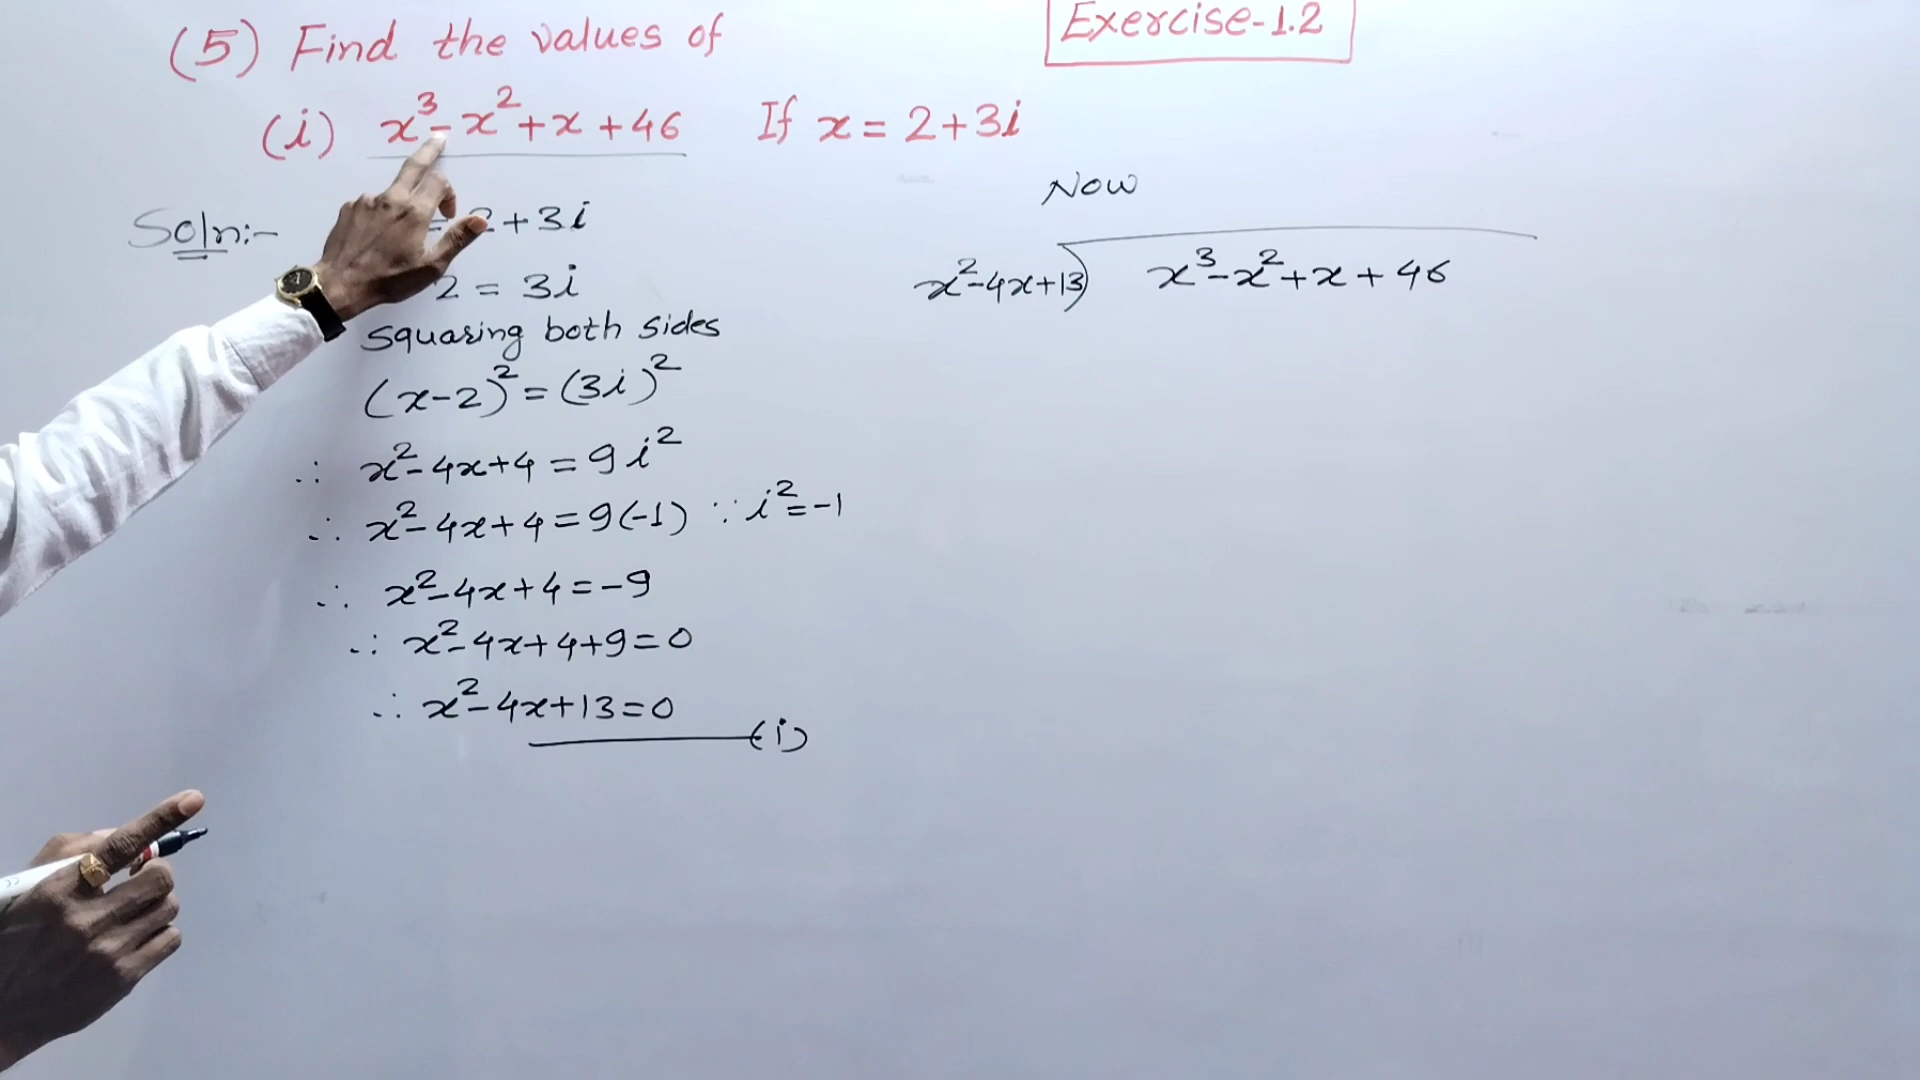 (5) Find the values of
Exercise-1.2
(i) x³-x²+x+46 If x = 2+3i
Soln:- = 2+3i
2 = 3i
squaring both sides
(x-2)² = (3i)²
∴ x²-4x+4 = 9i²
∴ x²-4x+4 = 9(-1) ∵ i²=-1
∴ x²-4x+4=-9
∴ x²-4x+4+9=0
∴ x²-4x+13=0
(i)
Now
x²-4x+13) x³-x²+x+46